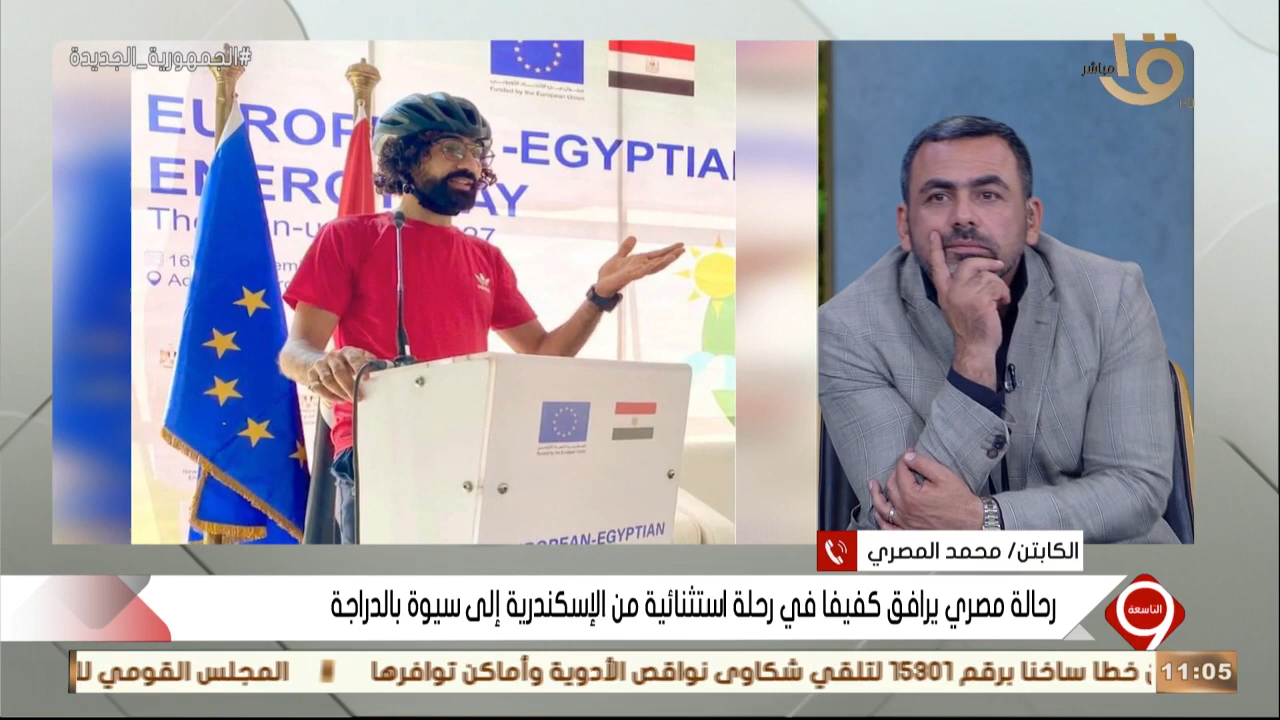 #الجمهورية_الجديدة
مباشر
HD
Funded by the European Union
EUROPEAN-EGYPTIAN
ENERGY DAY
EUROPEAN-EGYPTIAN
الكابتن/ محمد المصري
رحالة مصري يرافق كفيفا في رحلة استثنائية من الإسكندرية إلى سيوة بالدراجة
التاسعة
خطا ساخنا برقم 15301 لتلقي شكاوى نواقص الأدوية وأماكن توافرها
المجلس القومي
11:05